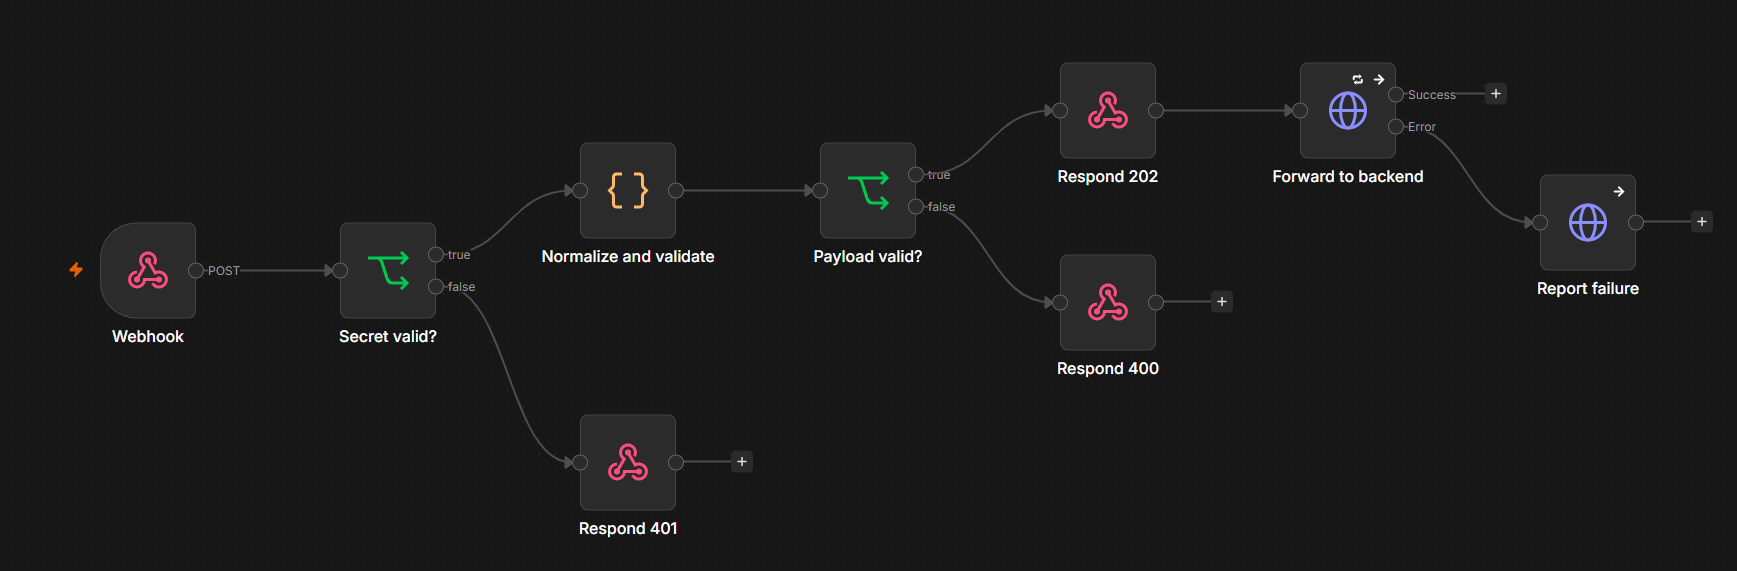 Webhook
POST
Secret valid?
true
false
Normalize and validate
Payload valid?
true
false
Respond 202
Forward to backend
Success
Error
Report failure
Respond 400
Respond 401